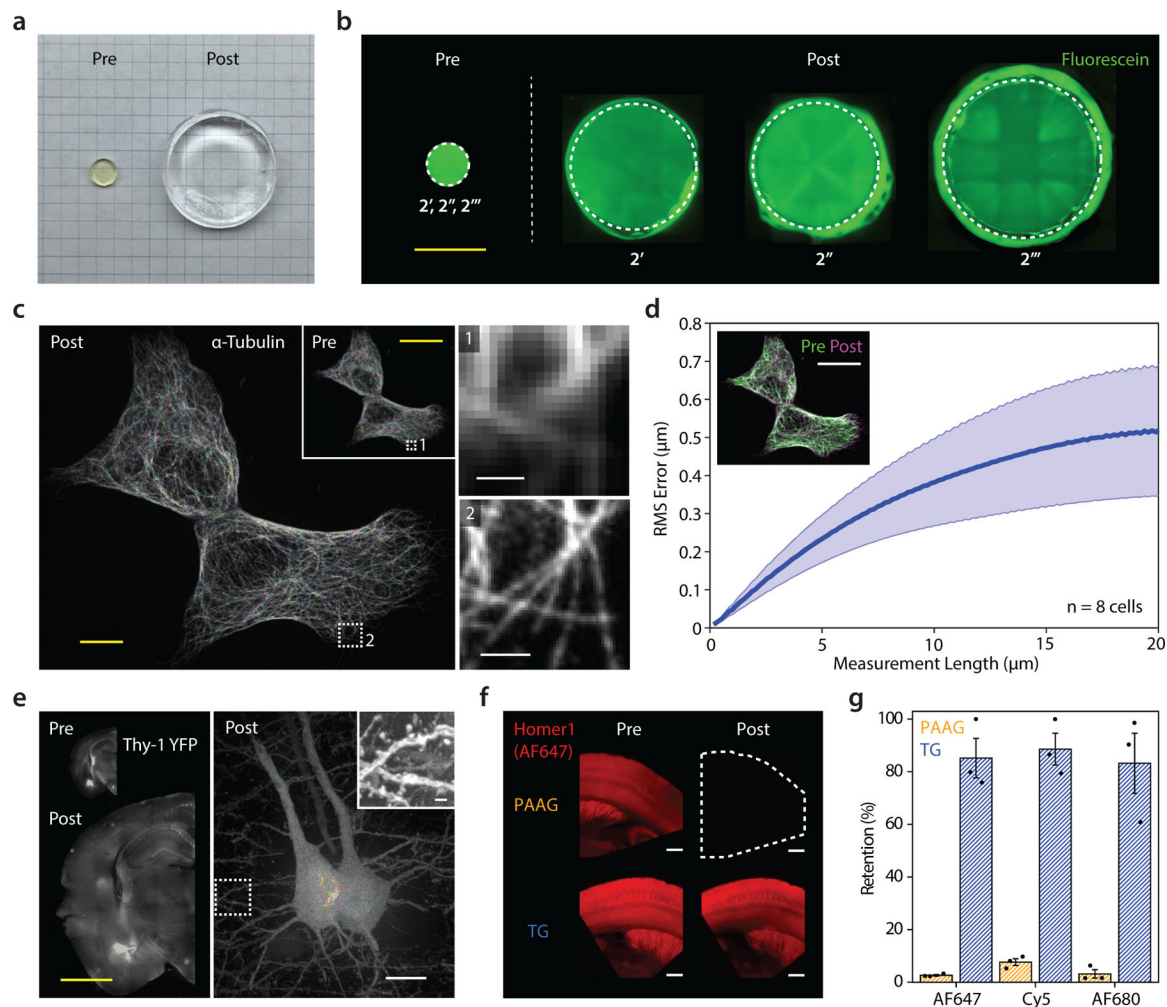 a
Pre
Post
b
Pre
Post
Fluorescein
2′, 2″, 2‴
2′
2″
2‴
c
Post
α-Tubulin
Pre
1
2
1
2
d
RMS Error (µm)
0.8
0.7
0.6
0.5
0.4
0.3
0.2
0.1
0
Pre Post
n = 8 cells
5
10
15
20
Measurement Length (µm)
e
Pre
Thy-1 YFP
Post
Post
f
Homer1
(AF647)
Pre
Post
PAAG
TG
g
PAAG
TG
Retention (%)
100
80
60
40
20
0
AF647
Cy5
AF680